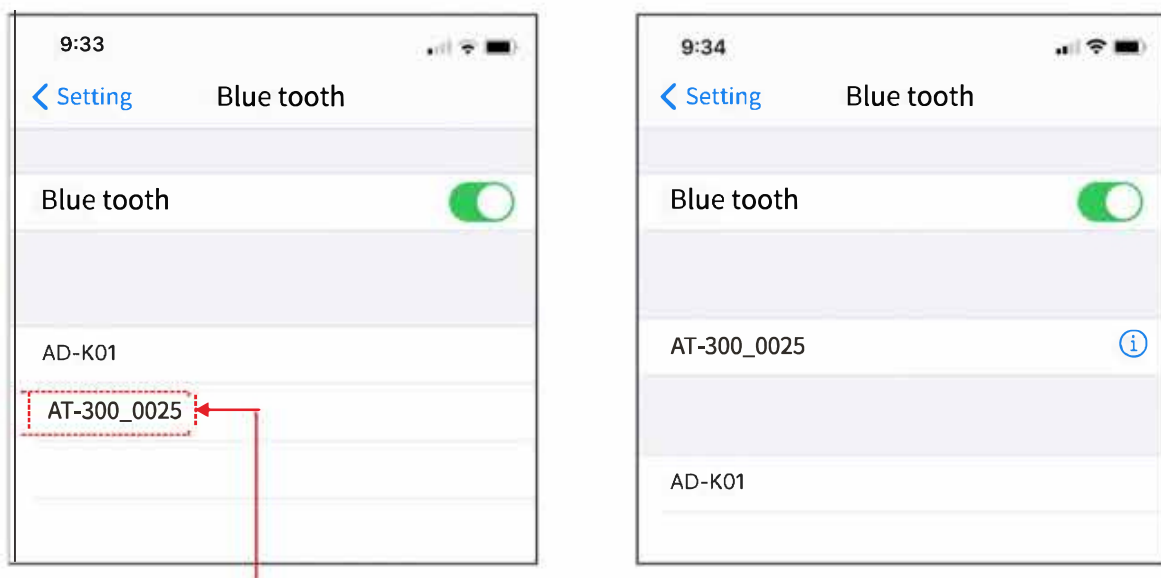 9:33
Setting
Blue tooth
Blue tooth
AD-K01
AT-300_0025
9:34
Setting
Blue tooth
Blue tooth
AT-300_0025
AD-K01